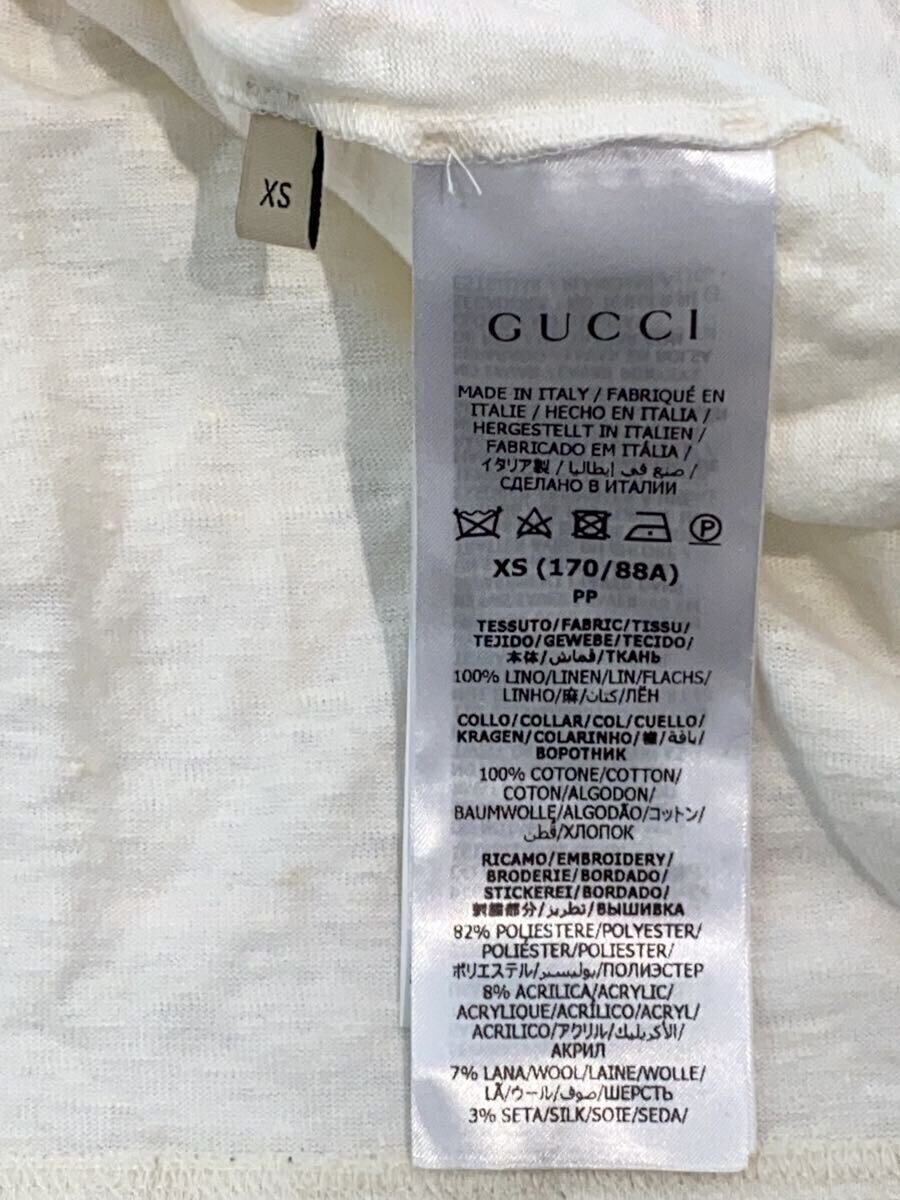 XS
GUCCI
MADE IN ITALY / FABRIQUÉ EN
ITALIE / HECHO EN ITALIA /
HERGESTELLT IN ITALIEN /
FABRICADO EM ITÁLIA /
イタリア製 / صنع في إيطاليا /
СДЕЛАНО В ИТАЛИИ
P
XS (170/88A)
PP
TESSUTO/FABRIC/TISSU/
TEJIDO/GEWEBE/TECIDO/
本体/قماش/ТКАНЬ
100% LINO/LINEN/LIN/FLACHS/
LINHO/麻/كتان/ЛЁН
COLLO/COLLAR/COL/CUELLO/
KRAGEN/COLARINHO/襟/ياقة/
ВОРОТНИК
100% COTONE/COTTON/
COTON/ALGODON/
BAUMWOLLE/ALGODÃO/コットン/
قطن/ХЛОПОК
RICAMO/EMBROIDERY/
BRODERIE/BORDADO/
STICKEREI/BORDADO/
刺繍部分/تطريز/ВЫШИВКА
82% POLIESTERE/POLYESTER/
POLIÉSTER/POLIESTER/
ポリエステル/بوليستر/ПОЛИЭСТЕР
8% ACRILICA/ACRYLIC/
ACRYLIQUE/ACRÍLICO/ACRYL/
ACRILICO/アクリル/الأكريليك/
АКРИЛ
7% LANA/WOOL/LAINE/WOLLE/
LÃ/ウール/صوف/ШЕРСТЬ
3% SETA/SILK/SOIE/SEDA/